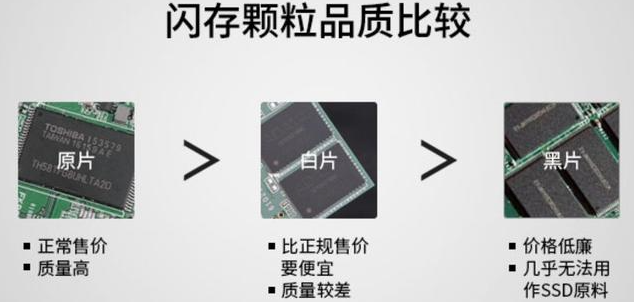 闪存颗粒品质比较
TOSHIBA 153579
TAIWAN
原片
>
白片
>
黑片
正常售价
质量高
比正规售价
要便宜
质量较差
价格低廉
几乎无法用
作SSD原料